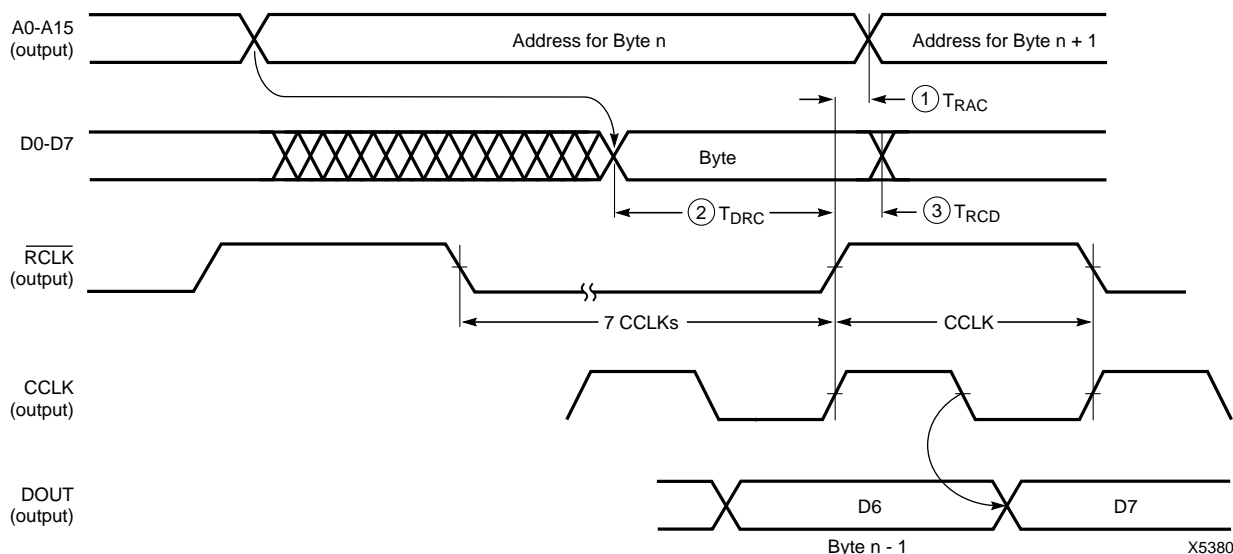 A0-A15
(output)
Address for Byte n
Address for Byte n + 1
1 TRAC
D0-D7
Byte
2 TDRC
3 TRCD
RCLK
(output)
7 CCLKs
CCLK
CCLK
(output)
DOUT
(output)
D6
D7
Byte n - 1
X5380